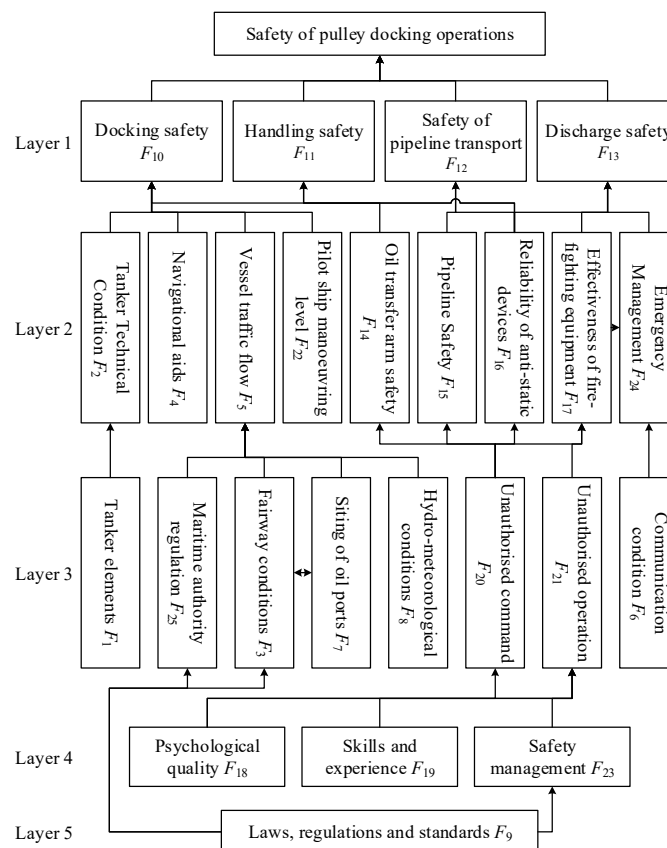 Safety of pulley docking operations
Layer 1
Docking safety
F10
Handling safety
F11
Safety of
pipeline transport
F12
Discharge safety
F13
Layer 2
Tanker Technical
Condition F2
Navigational aids F4
Vessel traffic flow F5
Pilot ship manoeuvring
level F22
Oil transfer arm safety
F14
Pipeline Safety F15
Reliability of anti-static
devices F16
Effectiveness of fire-
fighting equipment F17
Emergency
Management F24
Layer 3
Tanker elements F1
Maritime authority
regulation F25
Fairway conditions F3
Siting of oil ports F7
Hydro-meteorological
conditions F8
Unauthorised command
F20
Unauthorised operation
F21
Communication
condition F6
Layer 4
Psychological
quality F18
Skills and
experience F19
Safety
management F23
Layer 5
Laws, regulations and standards F9